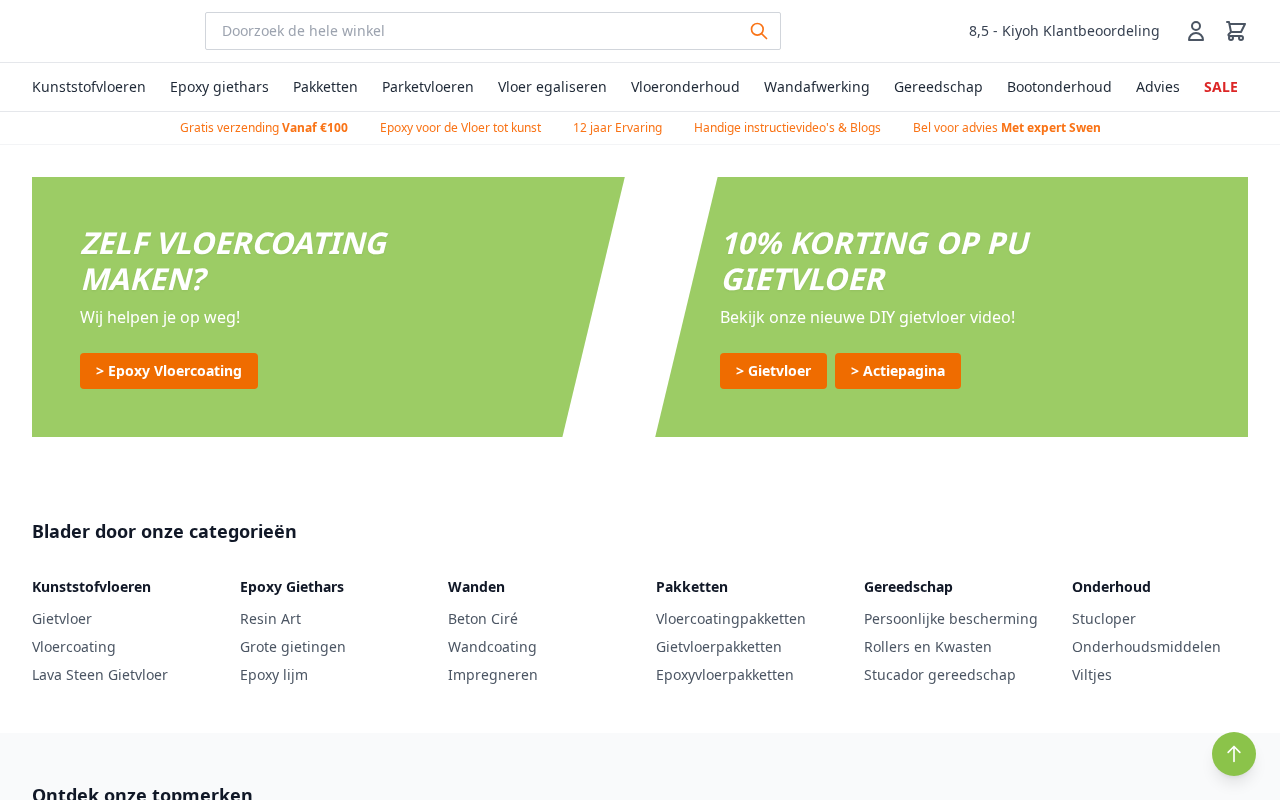 Doorzoek de hele winkel
8,5 - Kiyoh Klantbeoordeling
Kunststofvloeren Epoxy giethars Pakketten Parketvloeren Vloer egaliseren Vloeronderhoud Wandafwerking Gereedschap Bootonderhoud Advies SALE
Gratis verzending Vanaf €100 Epoxy voor de Vloer tot kunst 12 jaar Ervaring Handige instructievideo's & Blogs Bel voor advies Met expert Swen
ZELF VLOERCOATING
MAKEN?
Wij helpen je op weg!
> Epoxy Vloercoating
10% KORTING OP PU
GIETVLOER
Bekijk onze nieuwe DIY gietvloer video!
> Gietvloer > Actiepagina
Blader door onze categorieën
Kunststofvloeren
Gietvloer
Vloercoating
Lava Steen Gietvloer
Epoxy Giethars
Resin Art
Grote gietingen
Epoxy lijm
Wanden
Beton Ciré
Wandcoating
Impregneren
Pakketten
Vloercoatingpakketten
Gietvloerpakketten
Epoxyvloerpakketten
Gereedschap
Persoonlijke bescherming
Rollers en Kwasten
Stucador gereedschap
Onderhoud
Stucloper
Onderhoudsmiddelen
Viltjes
Ontdek onze topmerken